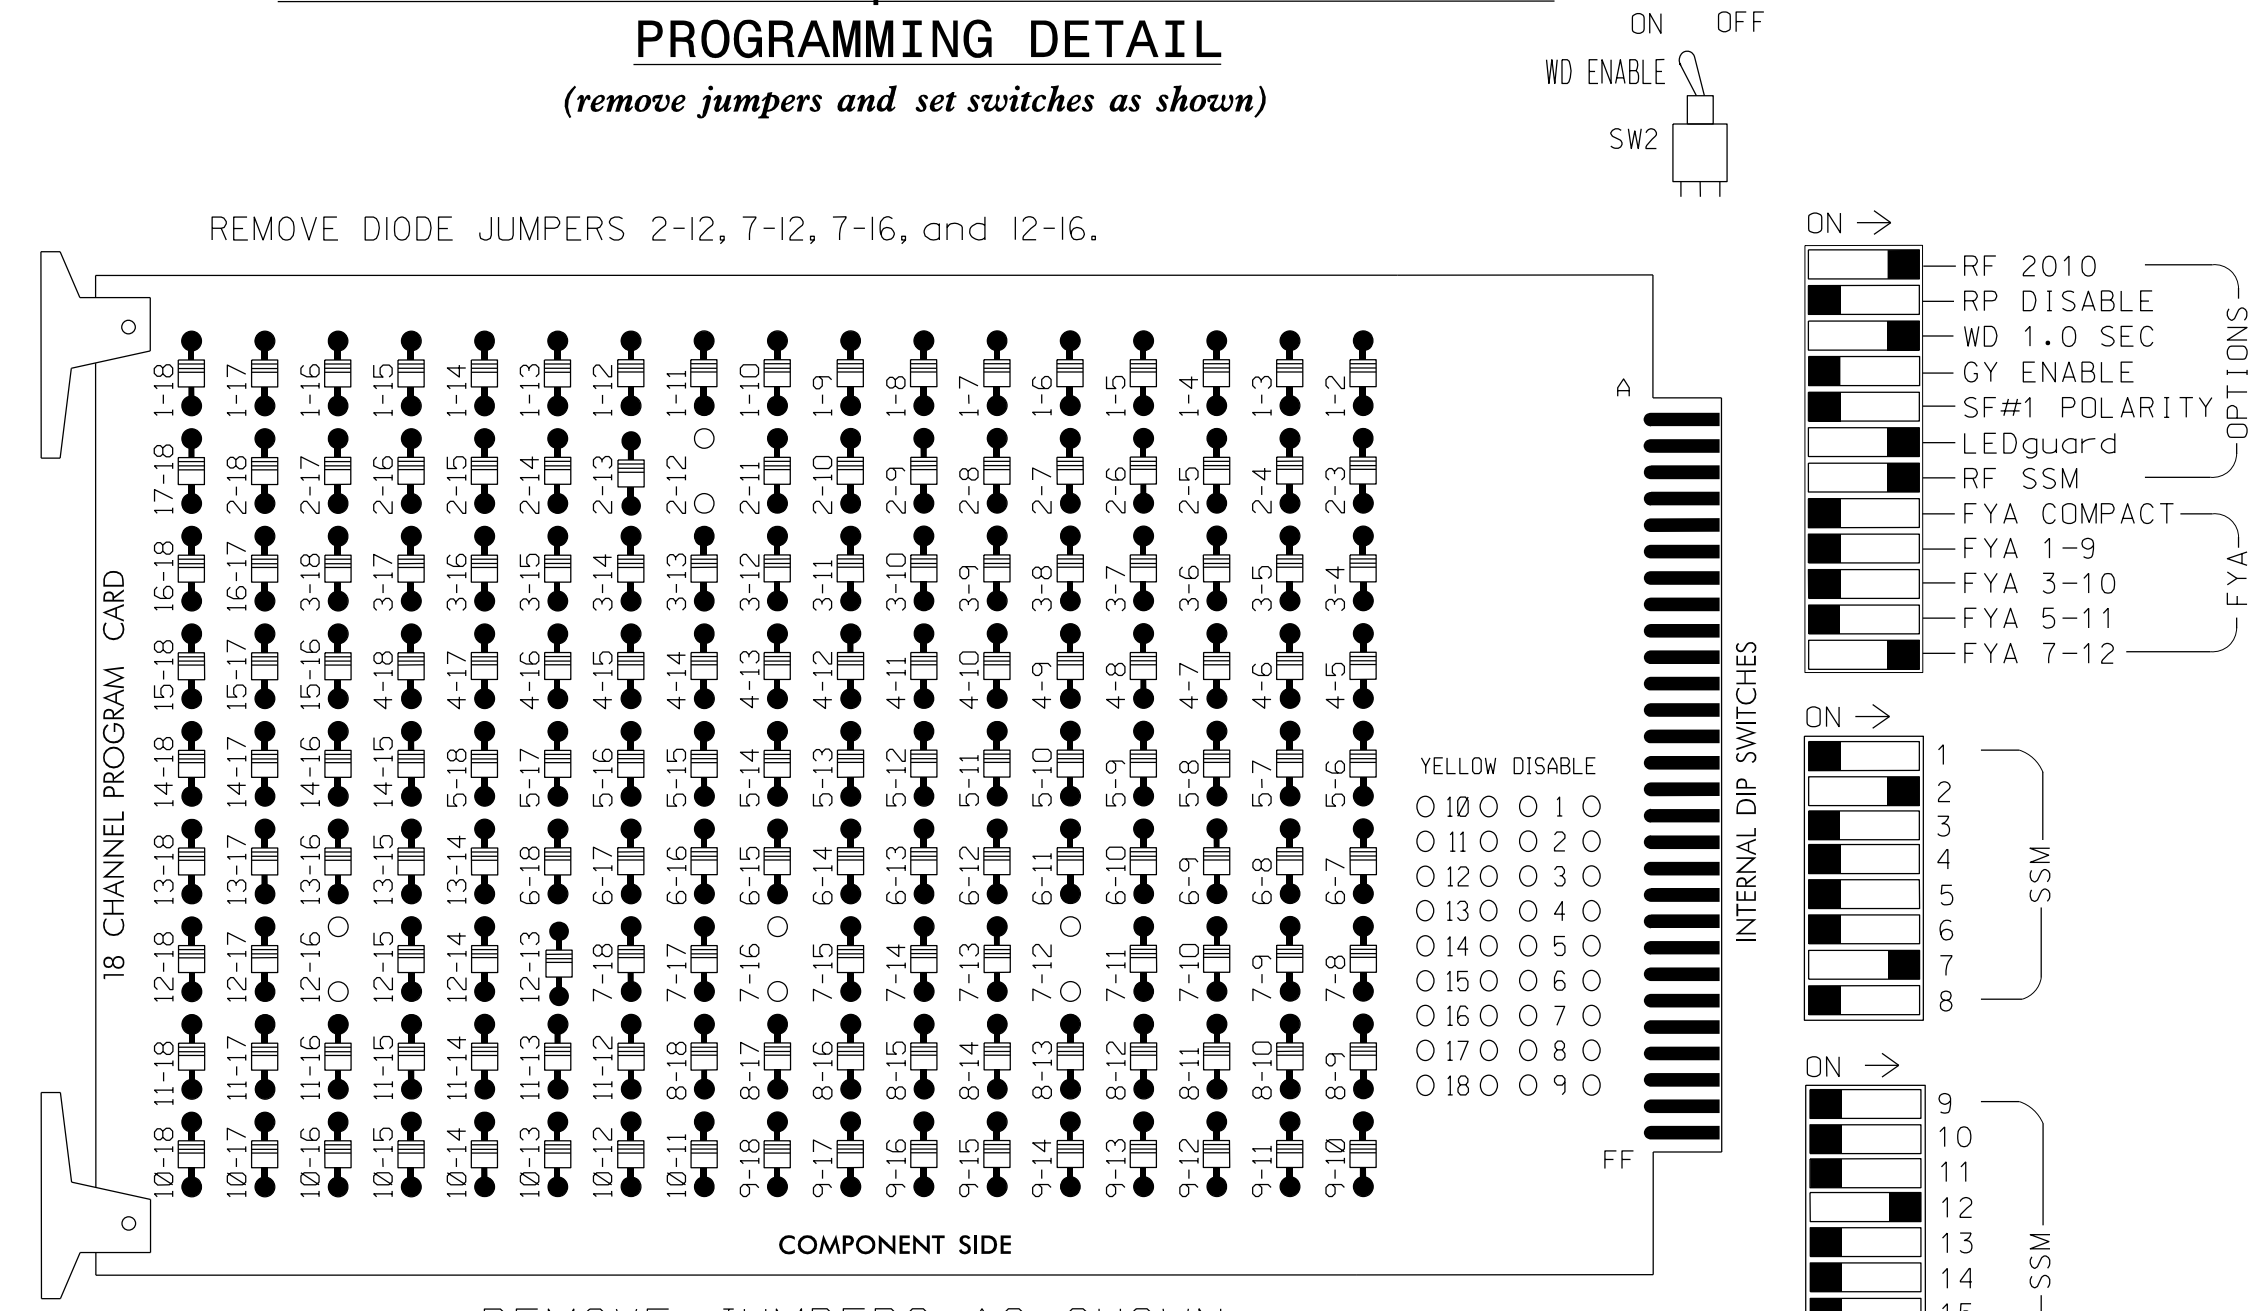 PROGRAMMING DETAIL
(remove jumpers and set switches as shown)
ON OFF
WD ENABLE
SW2
REMOVE DIODE JUMPERS 2-12, 7-12, 7-16, and 12-16.
18 CHANNEL PROGRAM CARD
1-18 1-17 1-16 1-15 1-14 1-13 1-12 1-11 1-10 1-9 1-8 1-7 1-6 1-5 1-4 1-3 1-2
17-18 2-18 2-17 2-16 2-15 2-14 2-13 2-12 2-11 2-10 2-9 2-8 2-7 2-6 2-5 2-4 2-3
16-18 16-17 3-18 3-17 3-16 3-15 3-14 3-13 3-12 3-11 3-10 3-9 3-8 3-7 3-6 3-5 3-4
15-18 15-17 15-16 4-18 4-17 4-16 4-15 4-14 4-13 4-12 4-11 4-10 4-9 4-8 4-7 4-6 4-5
14-18 14-17 14-16 14-15 5-18 5-17 5-16 5-15 5-14 5-13 5-12 5-11 5-10 5-9 5-8 5-7 5-6
13-18 13-17 13-16 13-15 13-14 6-18 6-17 6-16 6-15 6-14 6-13 6-12 6-11 6-10 6-9 6-8 6-7
12-18 12-17 12-16 12-15 12-14 12-13 7-18 7-17 7-16 7-15 7-14 7-13 7-12 7-11 7-10 7-9 7-8
11-18 11-17 11-16 11-15 11-14 11-13 11-12 8-18 8-17 8-16 8-15 8-14 8-13 8-12 8-11 8-10 8-9
10-18 10-17 10-16 10-15 10-14 10-13 10-12 10-11 9-18 9-17 9-16 9-15 9-14 9-13 9-12 9-11 9-10
COMPONENT SIDE
YELLOW DISABLE
10 1
11 2
12 3
13 4
14 5
15 6
16 7
17 8
18 9
A
FF
INTERNAL DIP SWITCHES
ON
RF 2010
RP DISABLE
WD 1.0 SEC
GY ENABLE
SF#1 POLARITY
LEDguard
RF SSM
OPTIONS
FYA COMPACT
FYA 1-9
FYA 3-10
FYA 5-11
FYA 7-12
FYA
ON
1
2
3
4
5
6
7
8
SSM
ON
9
10
11
12
13
14
15
SSM
REMOVE JUMPERS AS SHOWN